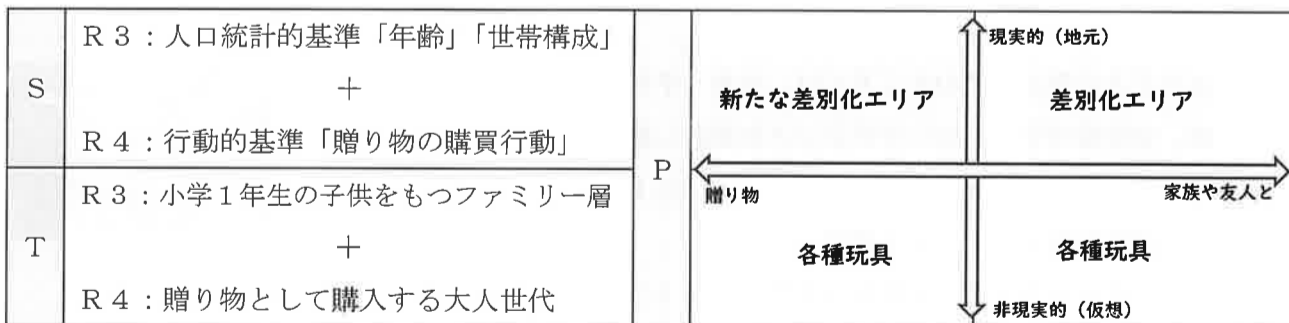 S
R3:人口統計的基準「年齢」「世帯構成」
+
R4:行動的基準「贈り物の購買行動」
T
R3:小学1年生の子供をもつファミリー層
+
R4:贈り物として購入する大人世代
P
現実的(地元)
新たな差別化エリア
差別化エリア
贈り物
家族や友人と
各種玩具
各種玩具
非現実的(仮想)